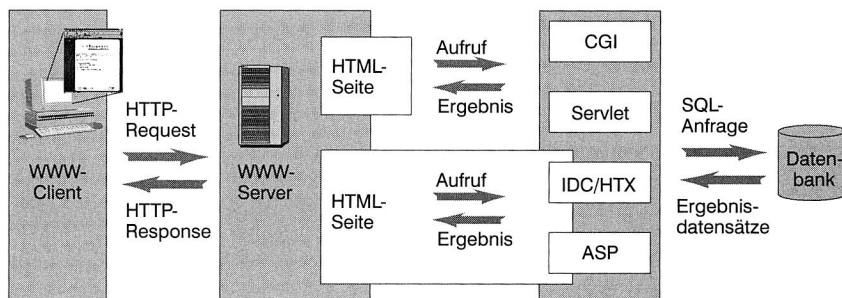 WWW-
Client
HTTP-
Request
HTTP-
Response
WWW-
Server
HTML-
Seite
Aufruf
Ergebnis
HTML-
Seite
Aufruf
Ergebnis
CGI
Servlet
IDC/HTX
ASP
SQL-
Anfrage
Ergebnis-
datensätze
Daten-
bank